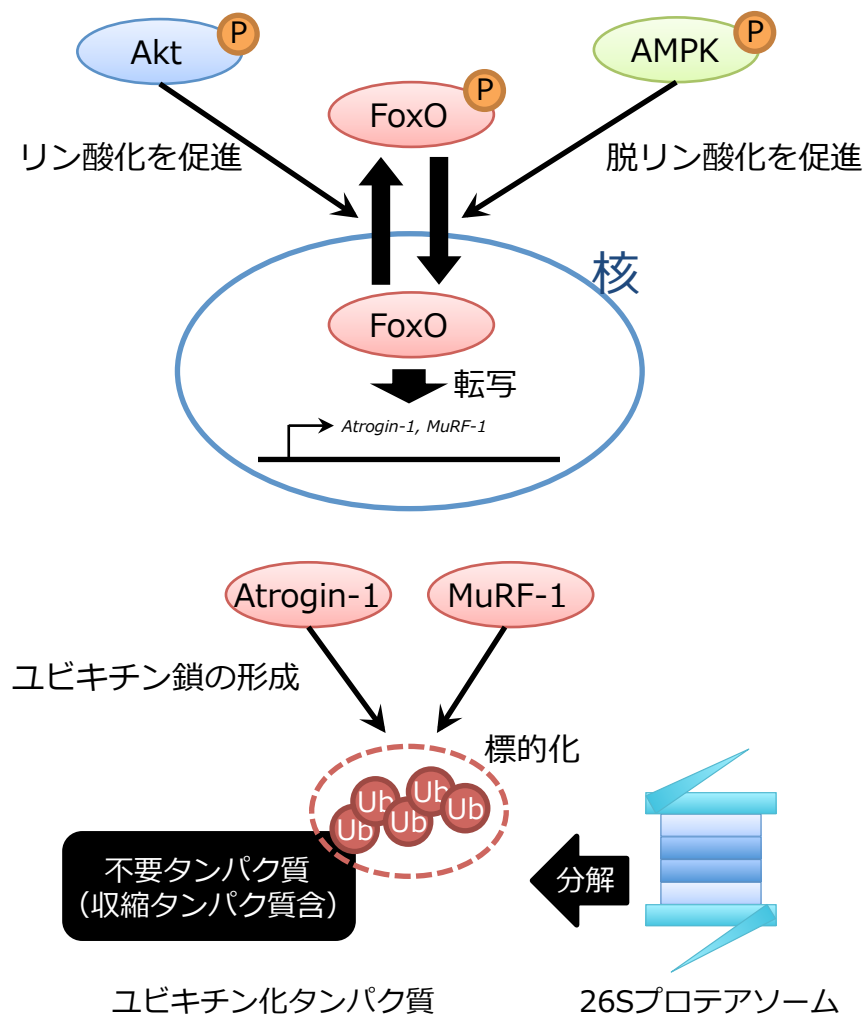 Akt
P
AMPK
P
FoxO
P
リン酸化を促進
脱リン酸化を促進
核
FoxO
転写
Atrogin-1, MuRF-1
Atrogin-1
MuRF-1
ユビキチン鎖の形成
標的化
Ub
Ub
Ub
Ub
Ub
不要タンパク質
（収縮タンパク質含）
分解
ユビキチン化タンパク質
26Sプロテアソーム